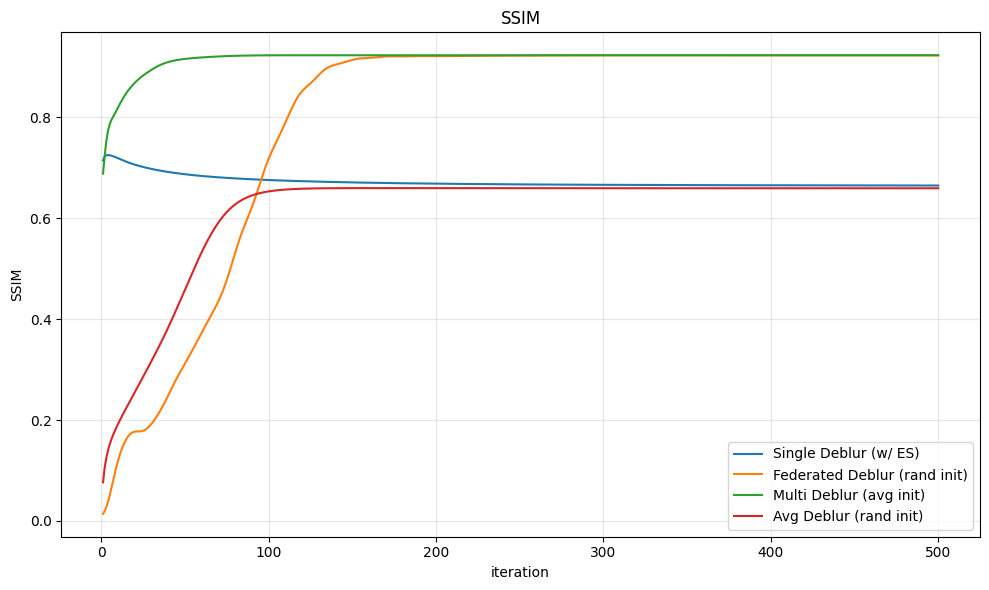 SSIM
SSIM
0.8
0.6
0.4
0.2
0.0
0
100
200
300
400
500
iteration
Single Deblur (w/ ES)
Federated Deblur (rand init)
Multi Deblur (avg init)
Avg Deblur (rand init)